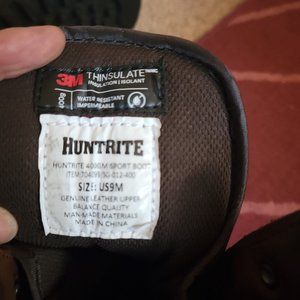 3M THINSULATE
INSULATION | ISOLANT
WATER RESISTANT
IMPERMEABLE
HUNTRITE
HUNTRITE 400GM SPORT BOOT
SIZE: US9M
GENUINE LEATHER UPPER
BALANCE QUALITY
MAN-MADE MATERIALS
MADE IN CHINA